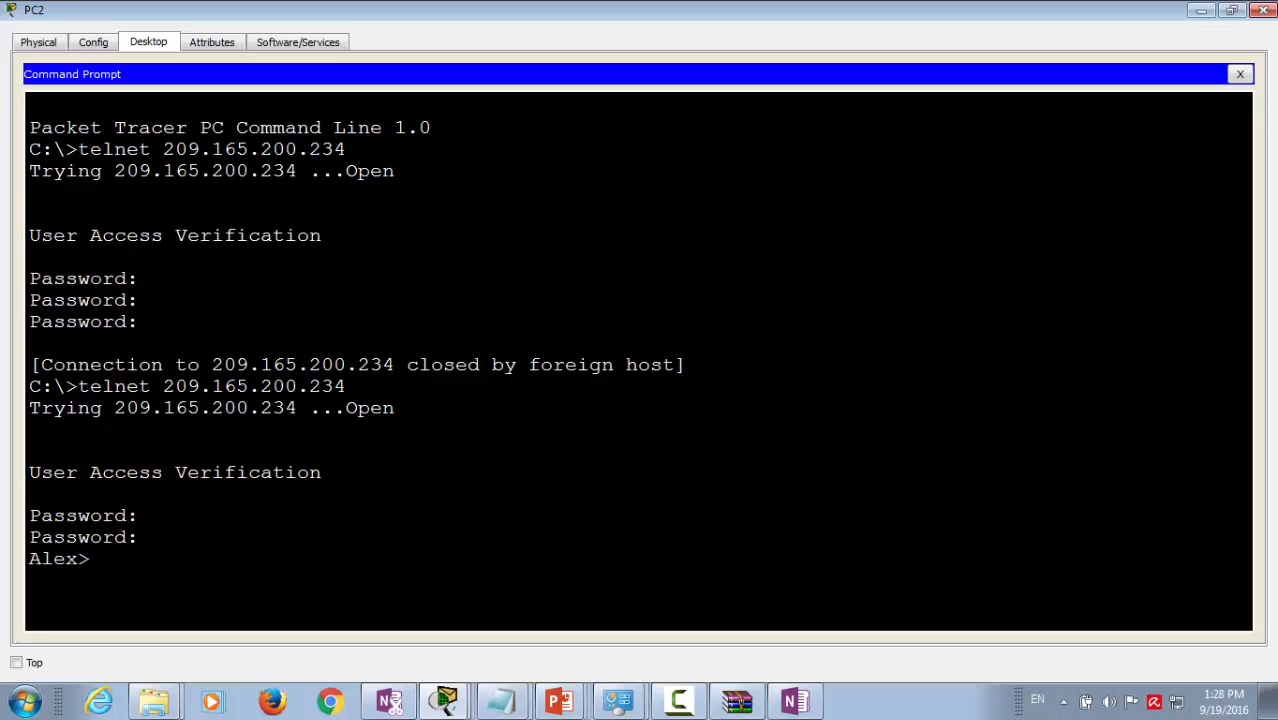 PC2
Physical Config Desktop Attributes Software/Services
Command Prompt X
Packet Tracer PC Command Line 1.0
C:\>telnet 209.165.200.234
Trying 209.165.200.234 ...Open
User Access Verification
Password:
Password:
Password:
[Connection to 209.165.200.234 closed by foreign host]
C:\>telnet 209.165.200.234
Trying 209.165.200.234 ...Open
User Access Verification
Password:
Password:
Alex>
Top
EN 1:28 PM
9/19/2016